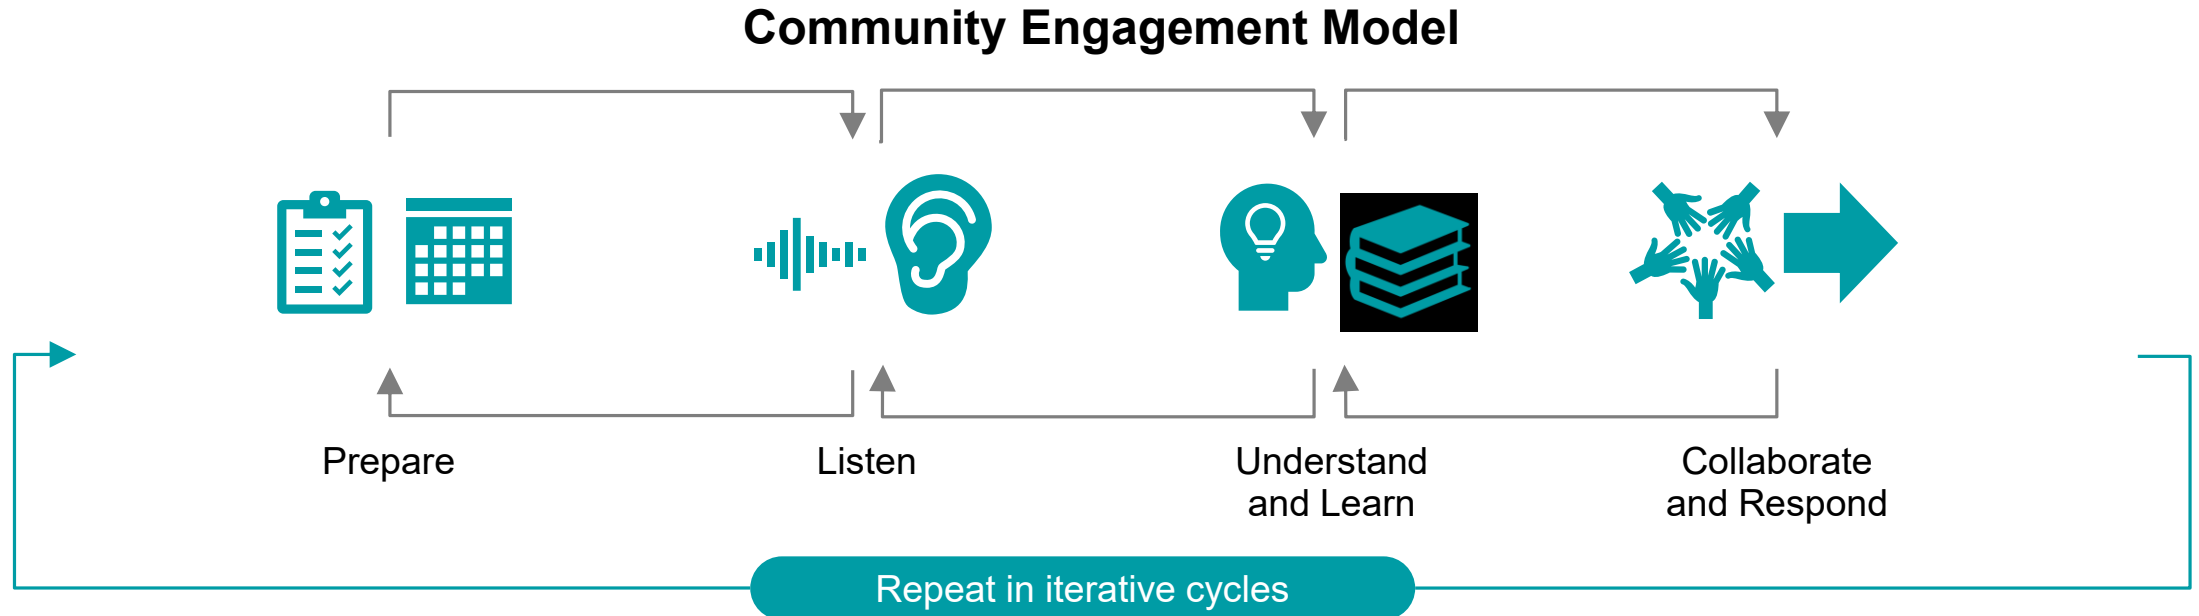 Community Engagement Model
Prepare
Listen
Understand
and Learn
Collaborate
and Respond
Repeat in iterative cycles